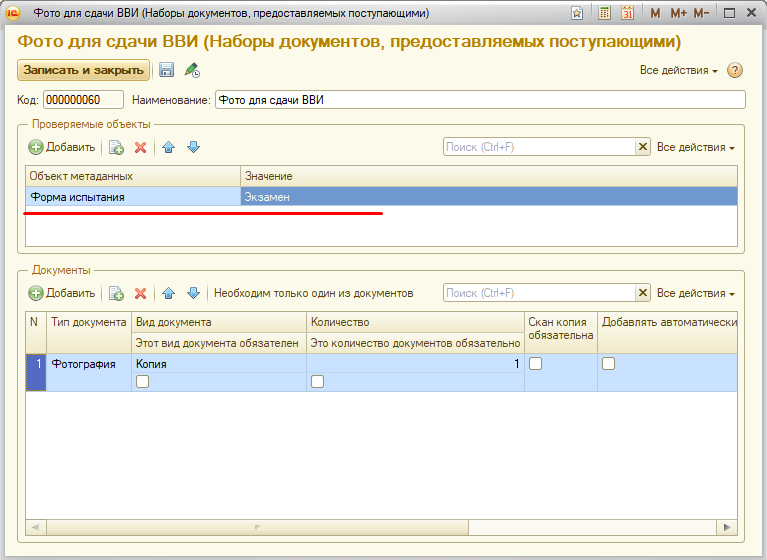 1С Фото для сдачи ВВИ (Наборы документов, предоставляемых поступающими) 31 M M+ M−
Фото для сдачи ВВИ (Наборы документов, предоставляемых поступающими)
Записать и закрыть Все действия ?
Код: 000000060 Наименование: Фото для сдачи ВВИ
Проверяемые объекты
Добавить Поиск (Ctrl+F) Все действия
Объект метаданных Значение
Форма испытания Экзамен
Документы
Добавить Необходим только один из документов Поиск (Ctrl+F) Все действия
N Тип документа Вид документа Количество Скан копия обязательна Добавлять автоматически
Этот вид документа обязателен Это количество документов обязательно
1 Фотография Копия 1